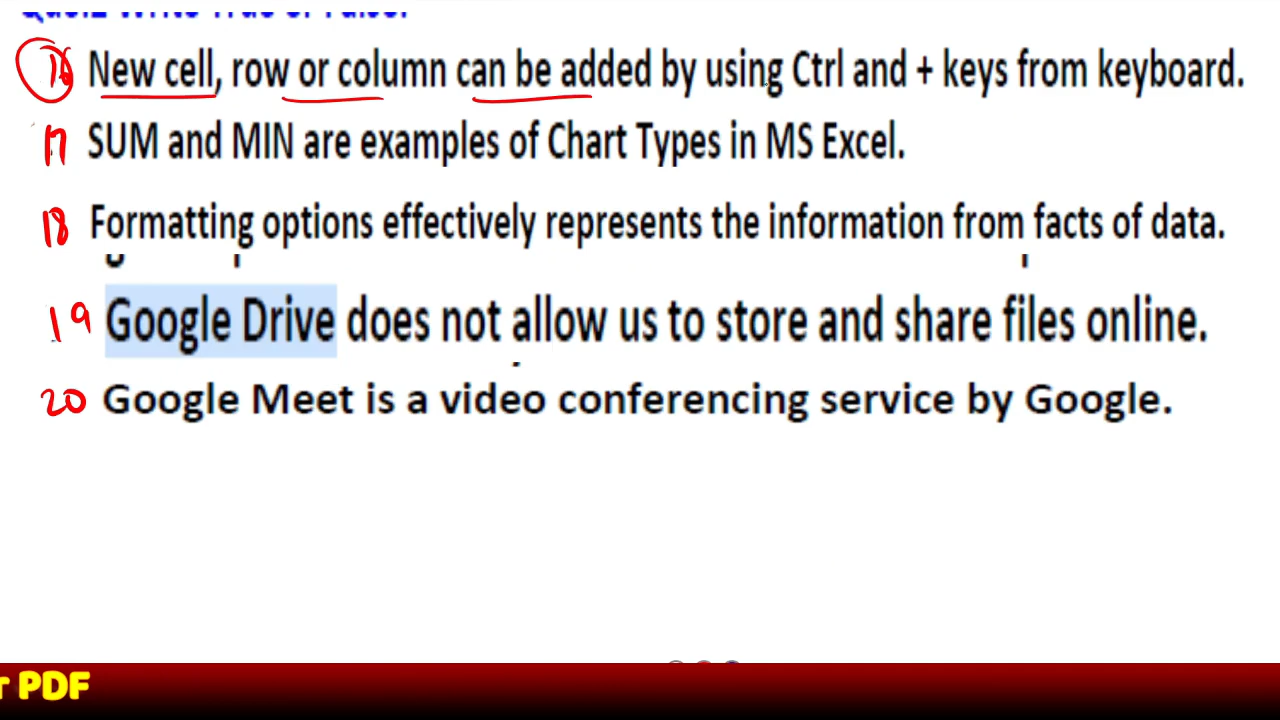 16 New cell, row or column can be added by using Ctrl and + keys from keyboard.
17 SUM and MIN are examples of Chart Types in MS Excel.
18 Formatting options effectively represents the information from facts of data.
19 Google Drive does not allow us to store and share files online.
20 Google Meet is a video conferencing service by Google.
PDF